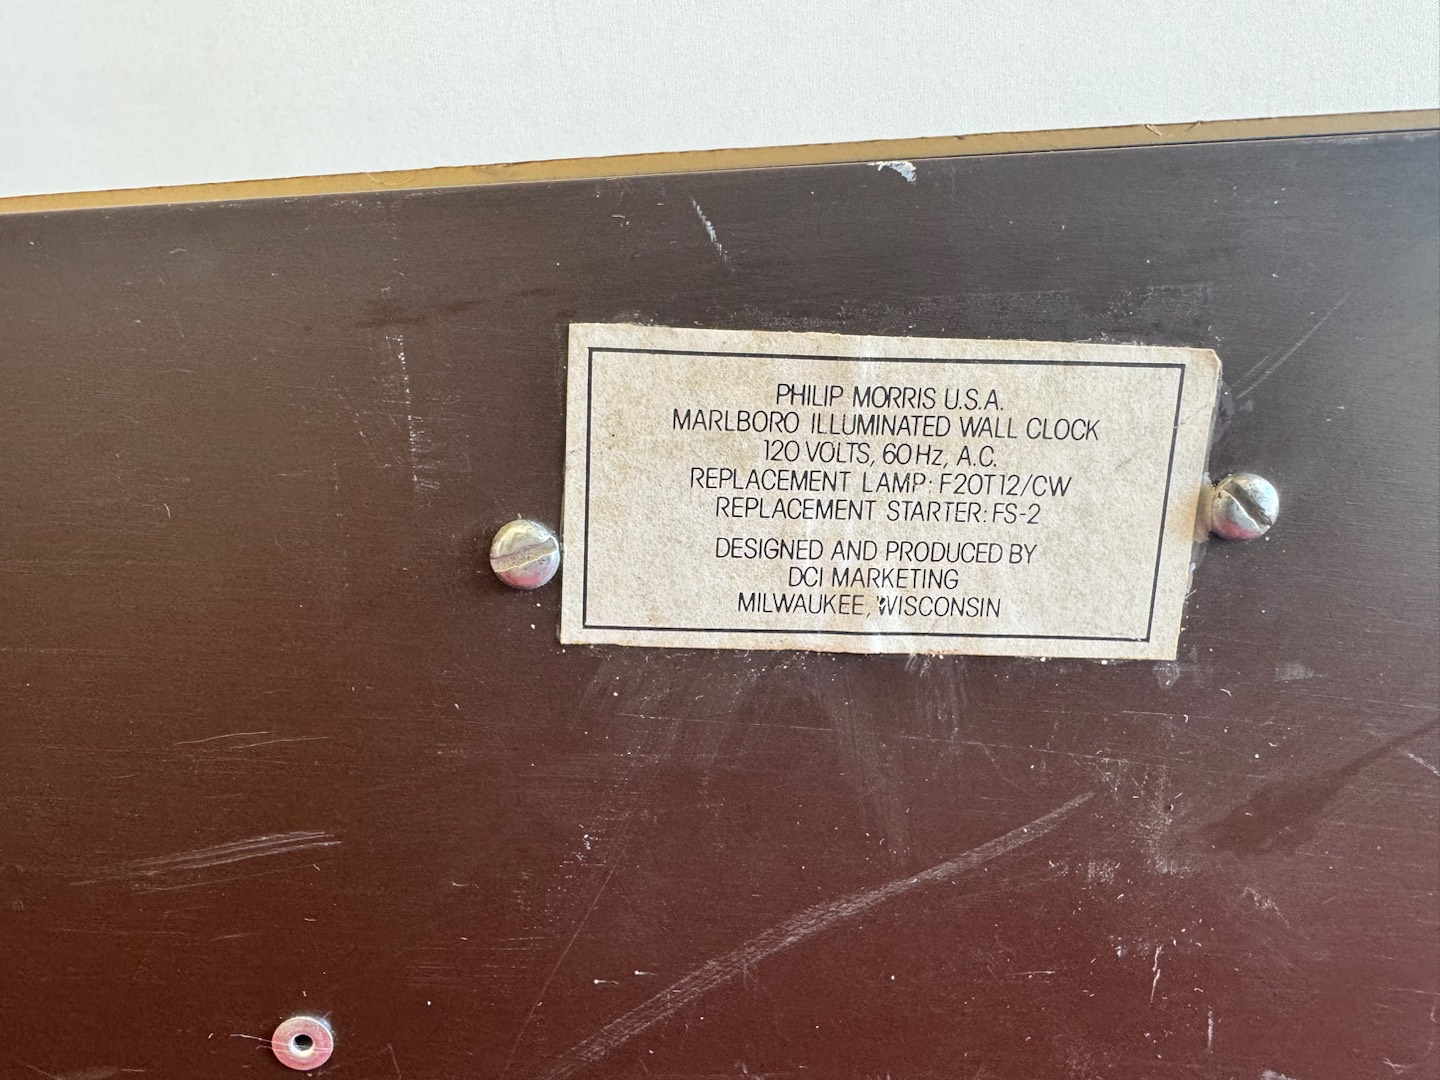 PHILIP MORRIS U.S.A.
MARLBORO ILLUMINATED WALL CLOCK
120 VOLTS, 60 Hz, A.C.
REPLACEMENT LAMP: F20T12/CW
REPLACEMENT STARTER: FS-2
DESIGNED AND PRODUCED BY
DCI MARKETING
MILWAUKEE, WISCONSIN